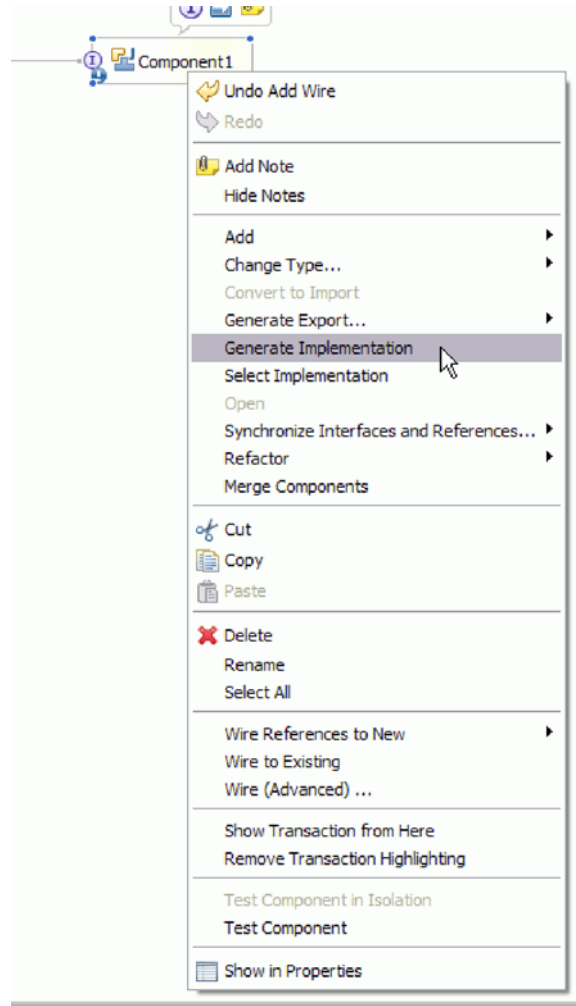 Component1
Undo Add Wire
Redo
Add Note
Hide Notes
Add
Change Type...
Convert to Import
Generate Export...
Generate Implementation
Select Implementation
Open
Synchronize Interfaces and References...
Refactor
Merge Components
Cut
Copy
Paste
Delete
Rename
Select All
Wire References to New
Wire to Existing
Wire (Advanced) ...
Show Transaction from Here
Remove Transaction Highlighting
Test Component in Isolation
Test Component
Show in Properties